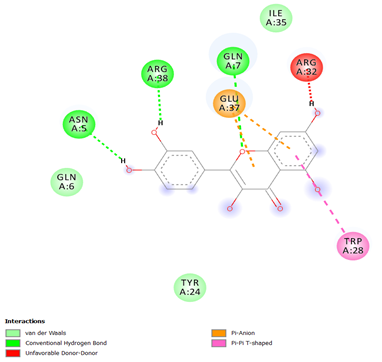 ILE
A:35
GLN
A:7
ARG
A:32
ARG
A:38
GLU
A:37
ASN
A:5
H
H
H
O
O
O
O
O
O
O
GLN
A:6
TRP
A:28
TYR
A:24
Interactions
van der Waals
Conventional Hydrogen Bond
Unfavorable Donor-Donor
Pi-Anion
Pi-Pi T-shaped